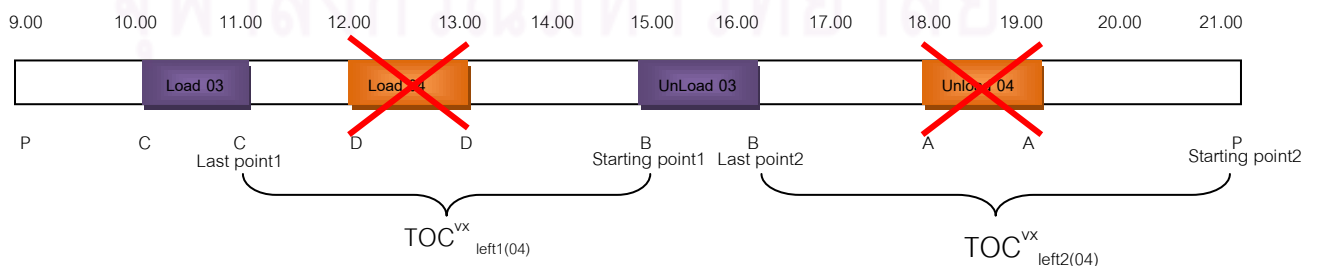 9.00 10.00 11.00 12.00 13.00 14.00 15.00 16.00 17.00 18.00 19.00 20.00 21.00
Load 03 Load 04 UnLoad 03 Unload 04
P C C D D B B A A P
Last point1 Starting point1 Last point2 Starting point2
TOC^vx left1(04) TOC^vx left2(04)